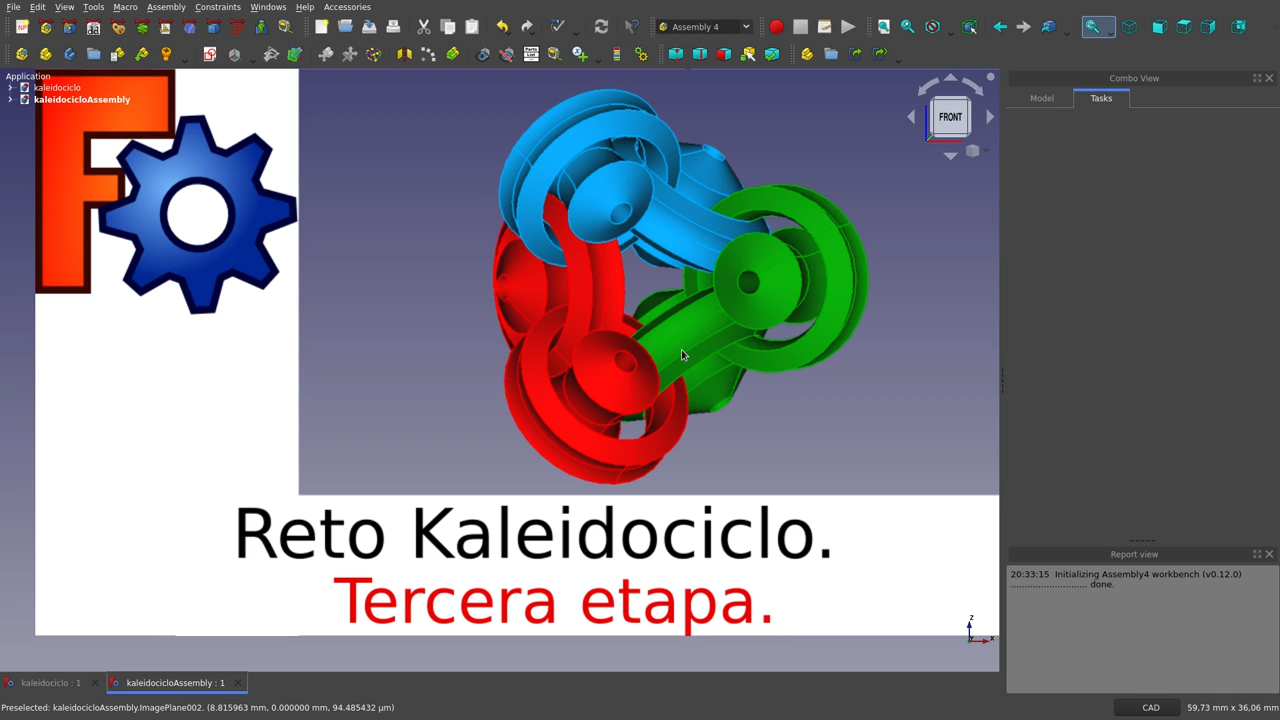 File Edit View Tools Macro Assembly Constraints Windows Help Accessories
Assembly 4
Application
kaleidociclo
kaleidocicloAssembly
FRONT
Combo View
Model Tasks
Reto Kaleidociclo.
Tercera etapa.
Report view
20:33:15 Initializing Assembly4 workbench (v0.12.0)
............................ done.
z
x
kaleidociclo : 1
kaleidocicloAssembly : 1
Preselected: kaleidocicloAssembly.ImagePlane002. (8.815963 mm, 0.000000 mm, 94.485432 µm)
CAD
59,73 mm x 36,06 mm